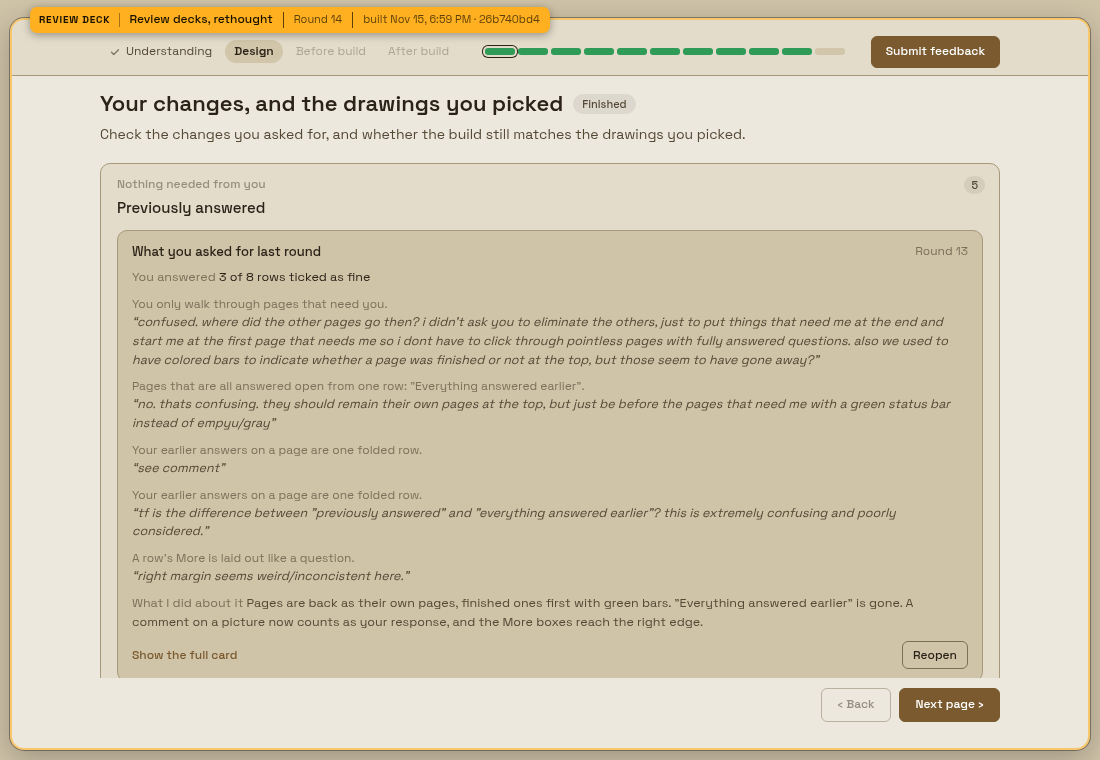 REVIEW DECK | Review decks, rethought | Round 14 | built Nov 15, 6:59 PM · 26b740bd4
✓ Understanding Design Before build After build Submit feedback
Your changes, and the drawings you picked Finished
Check the changes you asked for, and whether the build still matches the drawings you picked.
Nothing needed from you 5
Previously answered
What you asked for last round Round 13
You answered 3 of 8 rows ticked as fine
You only walk through pages that need you.
“confused. where did the other pages go then? i didn't ask you to eliminate the others, just to put things that need me at the end and
start me at the first page that needs me so i dont have to click through pointless pages with fully answered questions. also we used to
have colored bars to indicate whether a page was finished or not at the top, but those seem to have gone away?”
Pages that are all answered open from one row: "Everything answered earlier".
“no. thats confusing. they should remain their own pages at the top, but just be before the pages that need me with a green status bar
instead of empyu/gray”
Your earlier answers on a page are one folded row.
“see comment”
Your earlier answers on a page are one folded row.
“tf is the difference between "previously answered" and "everything answered earlier"? this is extremely confusing and poorly
considered.”
A row's More is laid out like a question.
“right margin seems weird/inconcistent here.”
What I did about it Pages are back as their own pages, finished ones first with green bars. "Everything answered earlier" is gone. A
comment on a picture now counts as your response, and the More boxes reach the right edge.
Show the full card Reopen
‹ Back Next page ›